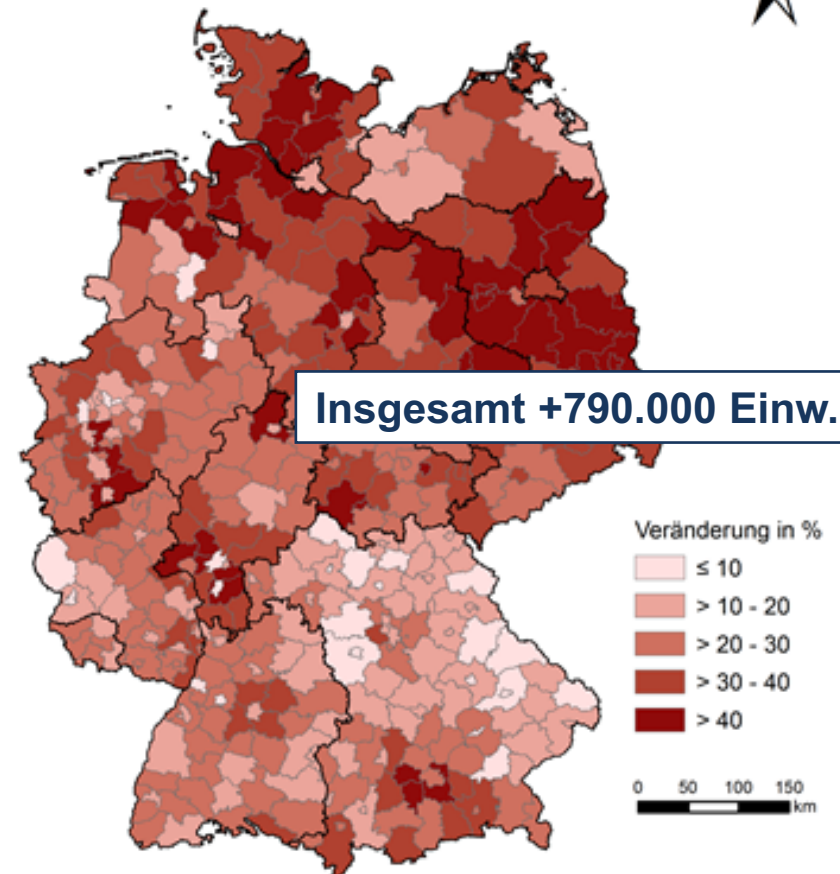 Insgesamt +790.000 Einw.
Veränderung in %
≤ 10
> 10 - 20
> 20 - 30
> 30 - 40
> 40
0 50 100 150
km